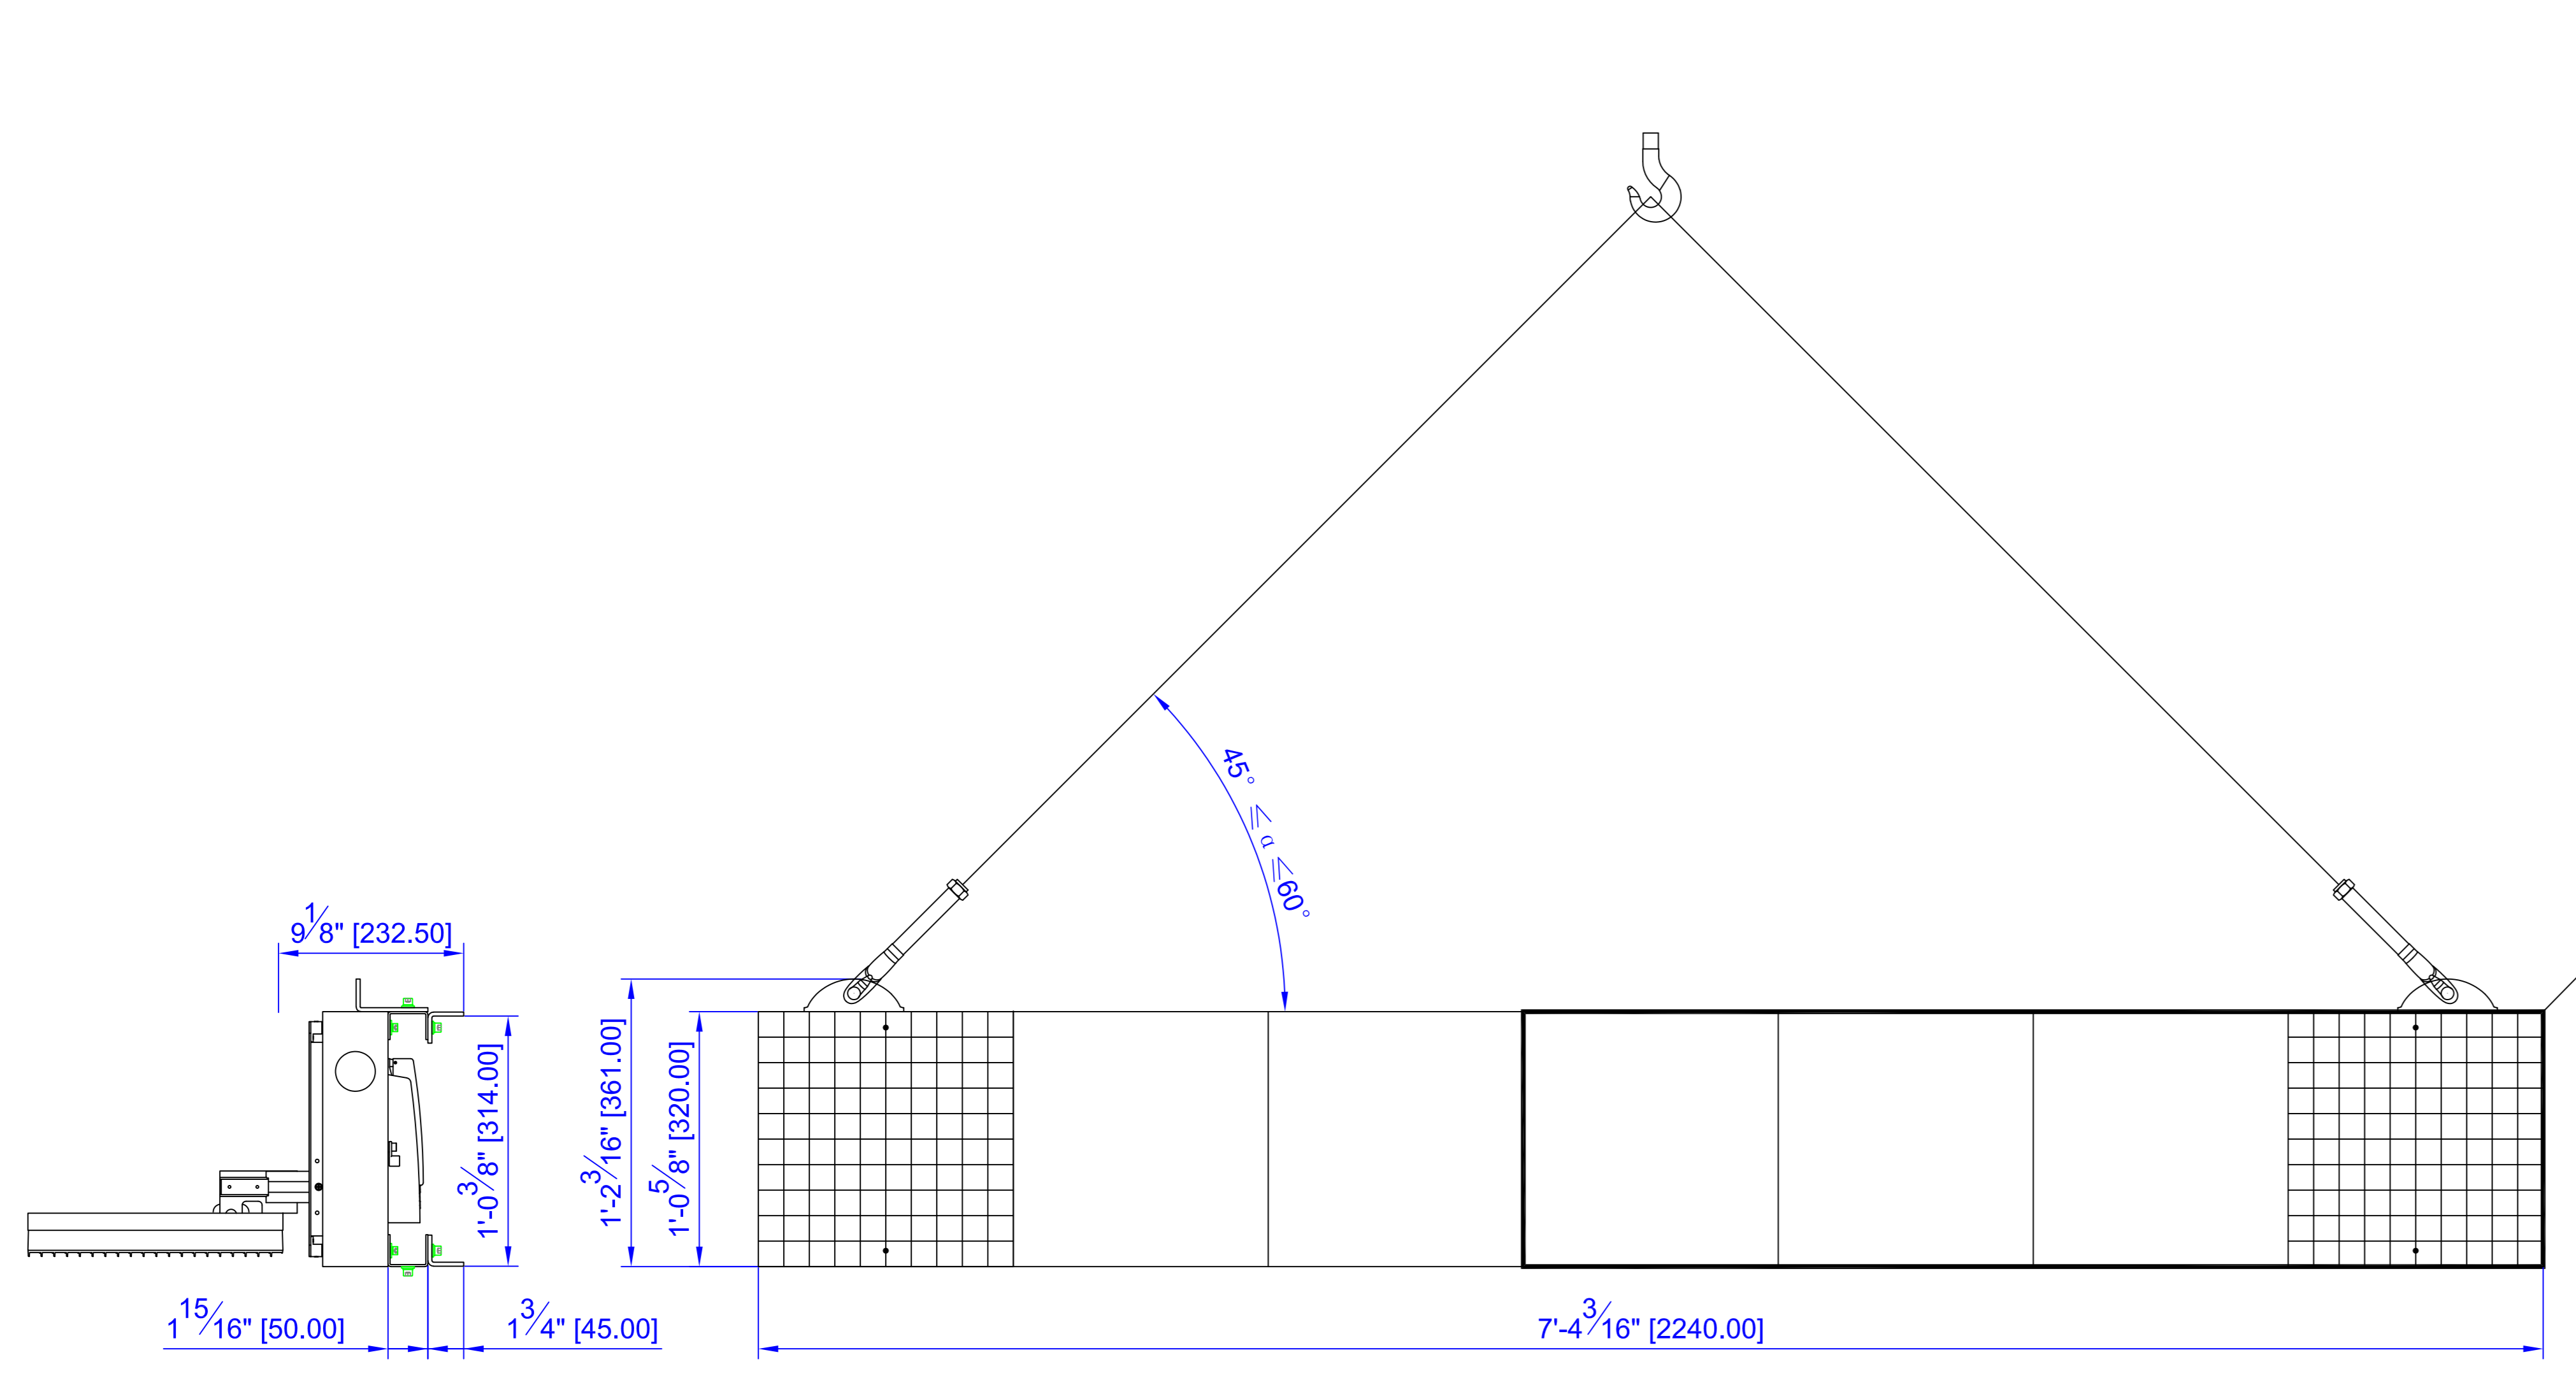 45° ≤ α ≤60°
9 1/8" [232.50]
1'-0 3/8" [314.00]
1'-2 3/16" [361.00]
1'-0 5/8" [320.00]
1 15/16" [50.00]
1 3/4" [45.00]
7'-4 3/16" [2240.00]